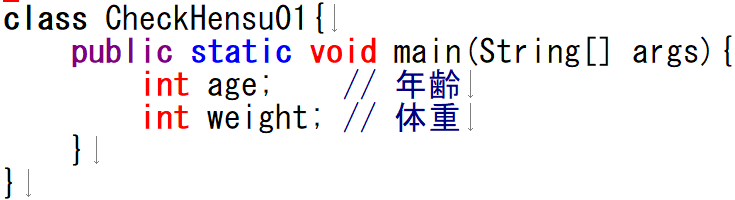 class CheckHensu01{↓
    public static void main(String[] args){
        int age;    // 年齢↓
        int weight; // 体重↓
    }↓
}↓